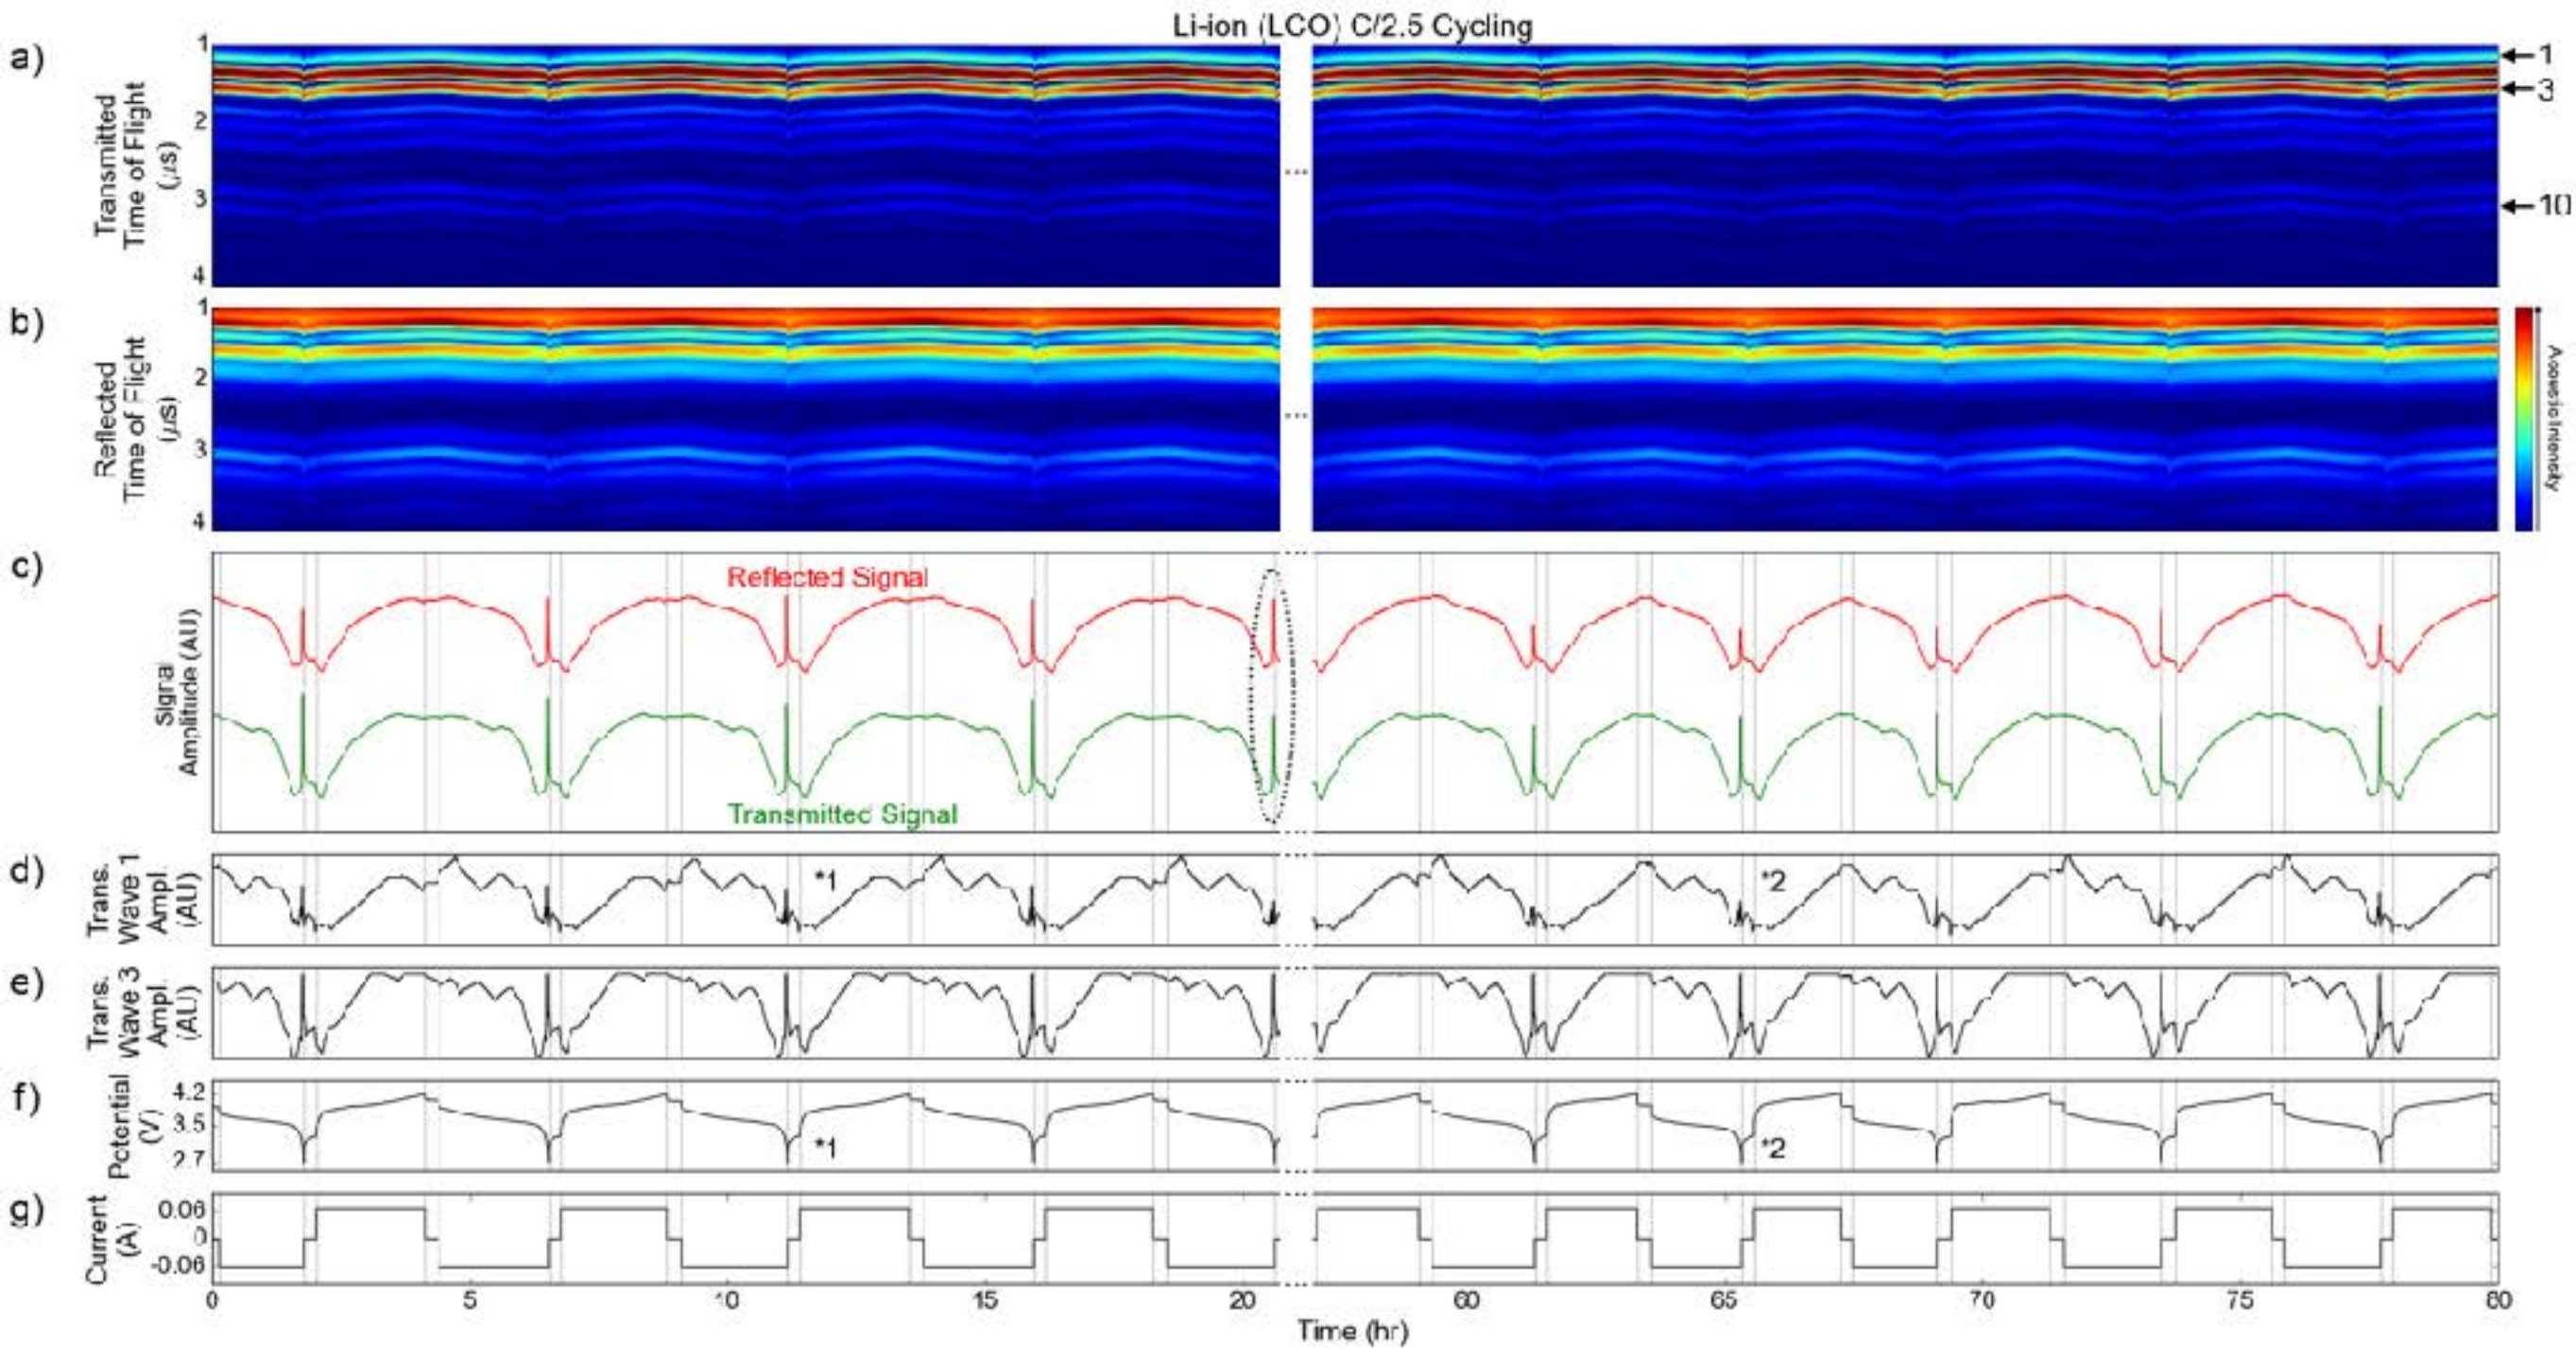 Li-ion (LCO) C/2.5 Cycling
a)
Transmitted
Time of Flight
(µs)
1
2
3
4
...
1
3
10
b)
Reflected
Time of Flight
(µs)
1
2
3
4
...
Acoustic Intensity
c)
Signal
Amplitude (AU)
Reflected Signal
Transmitted Signal
d)
Trans.
Wave 1
Ampl.
(AU)
*1
*2
e)
Trans.
Wave 3
Ampl.
(AU)
f)
Potential
(V)
4.2
3.5
2.7
*1
*2
g)
Current
(A)
0.06
0
-0.06
0 5 10 15 20 60 65 70 75 80
Time (hr)